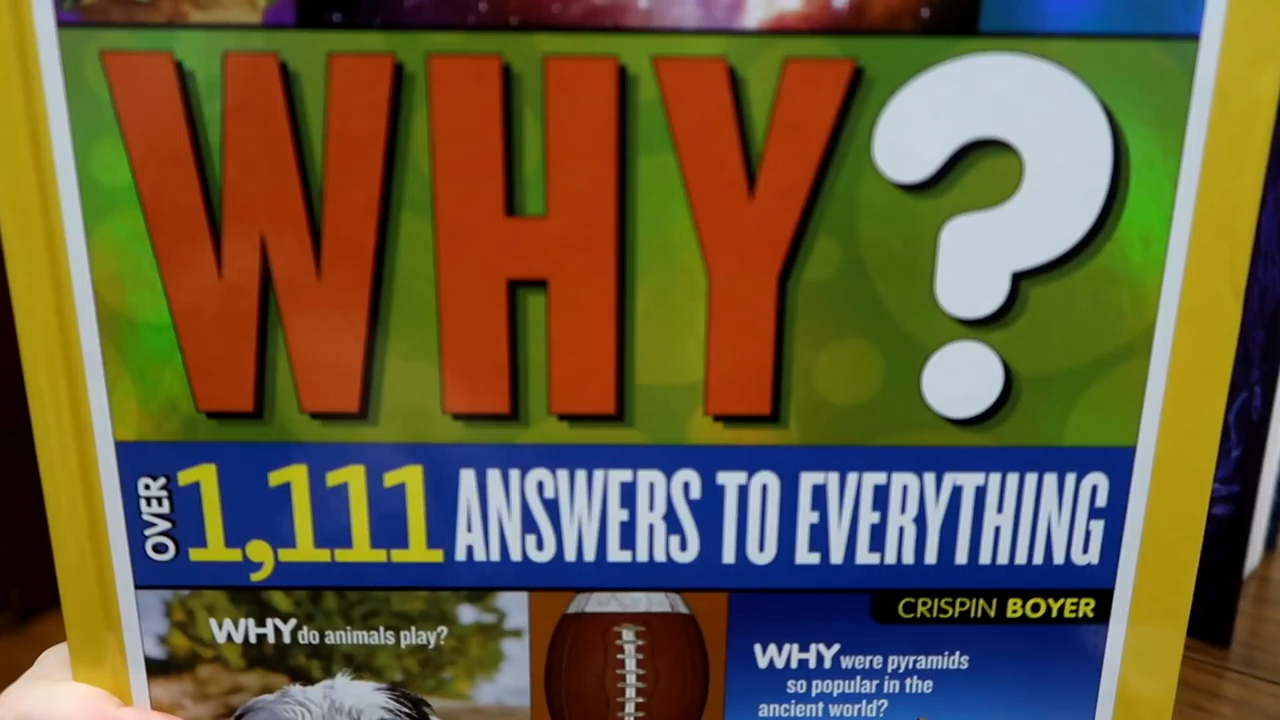 WHY?
OVER 1,111 ANSWERS TO EVERYTHING
CRISPIN BOYER
WHY do animals play?
WHY were pyramids
so popular in the
ancient world?